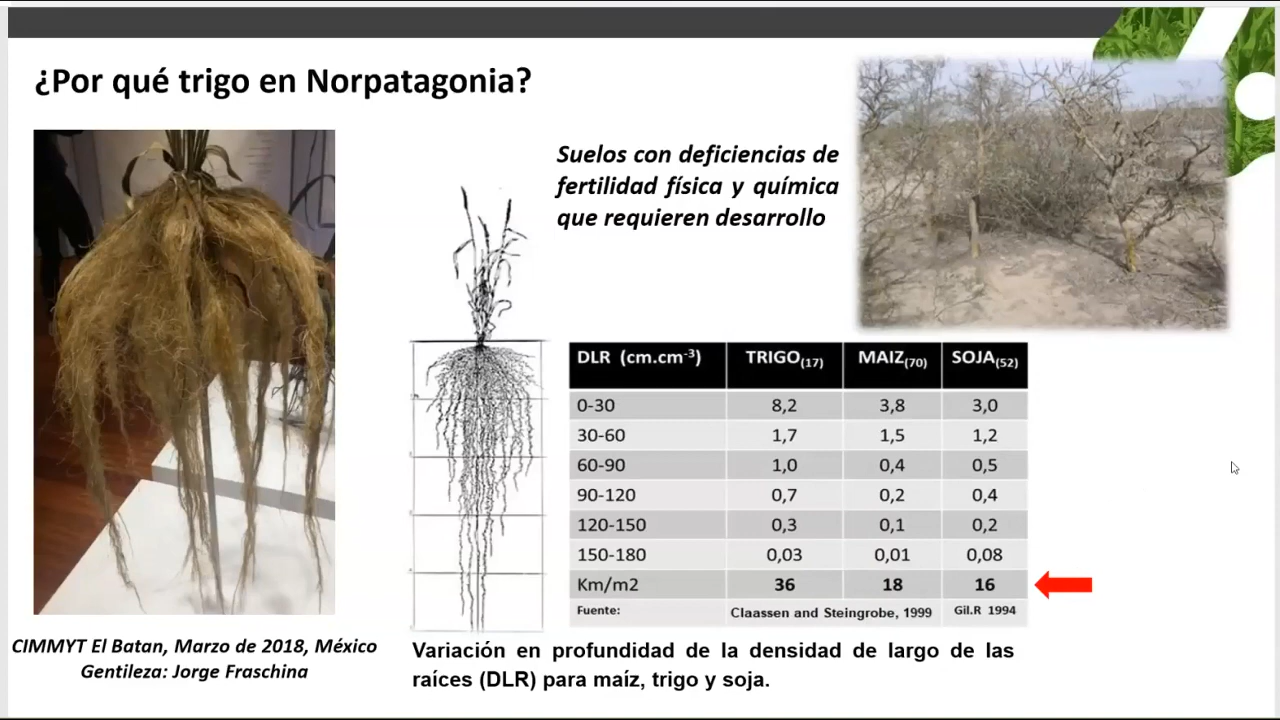 ¿Por qué trigo en Norpatagonia?
Suelos con deficiencias de
fertilidad física y química
que requieren desarrollo
DLR (cm.cm-3) TRIGO(17) MAIZ(70) SOJA(52)
0-30 8,2 3,8 3,0
30-60 1,7 1,5 1,2
60-90 1,0 0,4 0,5
90-120 0,7 0,2 0,4
120-150 0,3 0,1 0,2
150-180 0,03 0,01 0,08
Km/m2 36 18 16
Fuente: Claassen and Steingrobe, 1999 Gil.R 1994
CIMMYT El Batan, Marzo de 2018, México
Gentileza: Jorge Fraschina
Variación en profundidad de la densidad de largo de las
raíces (DLR) para maíz, trigo y soja.